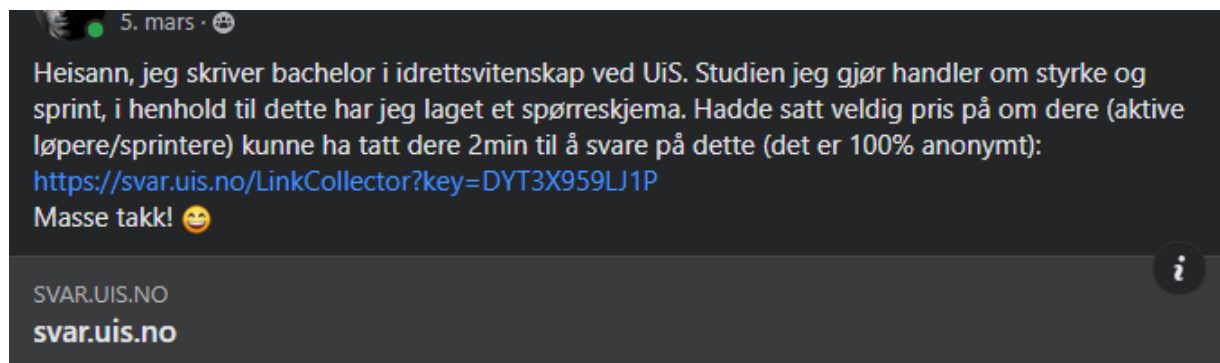 5. mars ·
Heisann, jeg skriver bachelor i idrettsvitenskap ved UiS. Studien jeg gjør handler om styrke og
sprint, i henhold til dette har jeg laget et spørreskjema. Hadde satt veldig pris på om dere (aktive
løpere/sprintere) kunne ha tatt dere 2min til å svare på dette (det er 100% anonymt):
https://svar.uis.no/LinkCollector?key=DYT3X959LJ1P
Masse takk! 😄
i
SVAR.UIS.NO
svar.uis.no